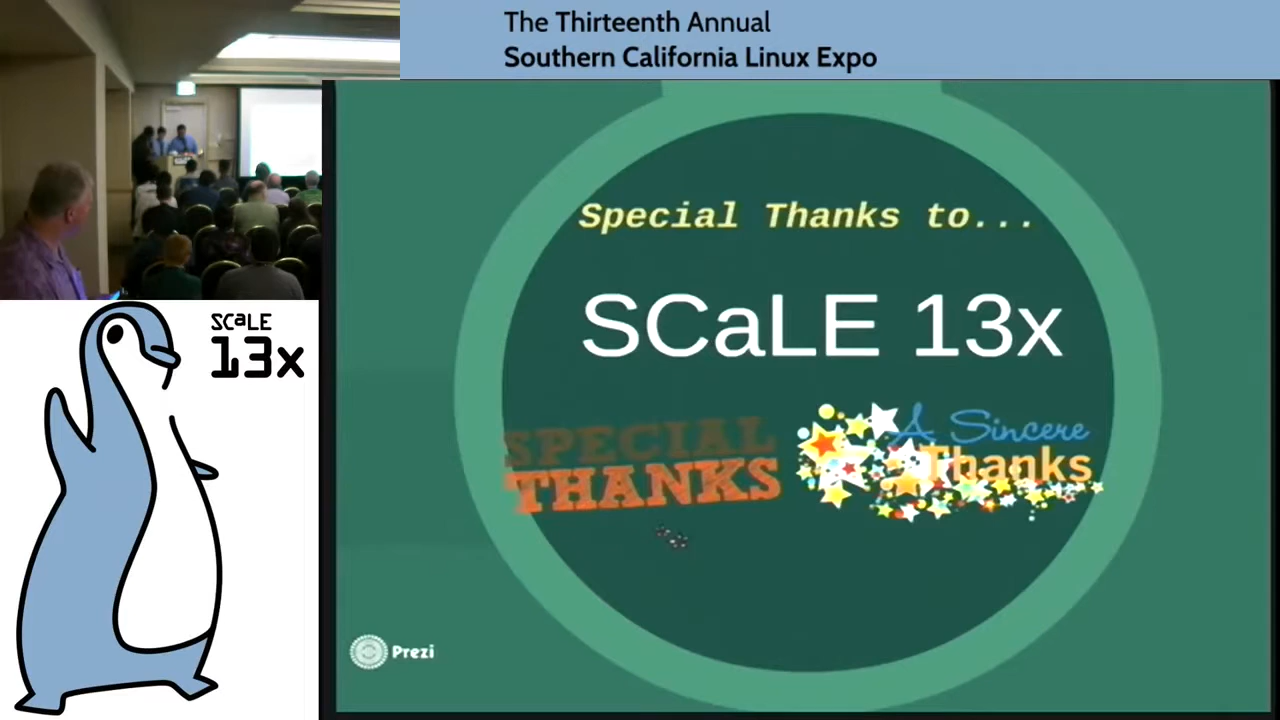 The Thirteenth Annual
Southern California Linux Expo
SCaLE
13x
Special Thanks to...
SCaLE 13x
SPECIAL
THANKS
A Sincere
Thanks
Prezi